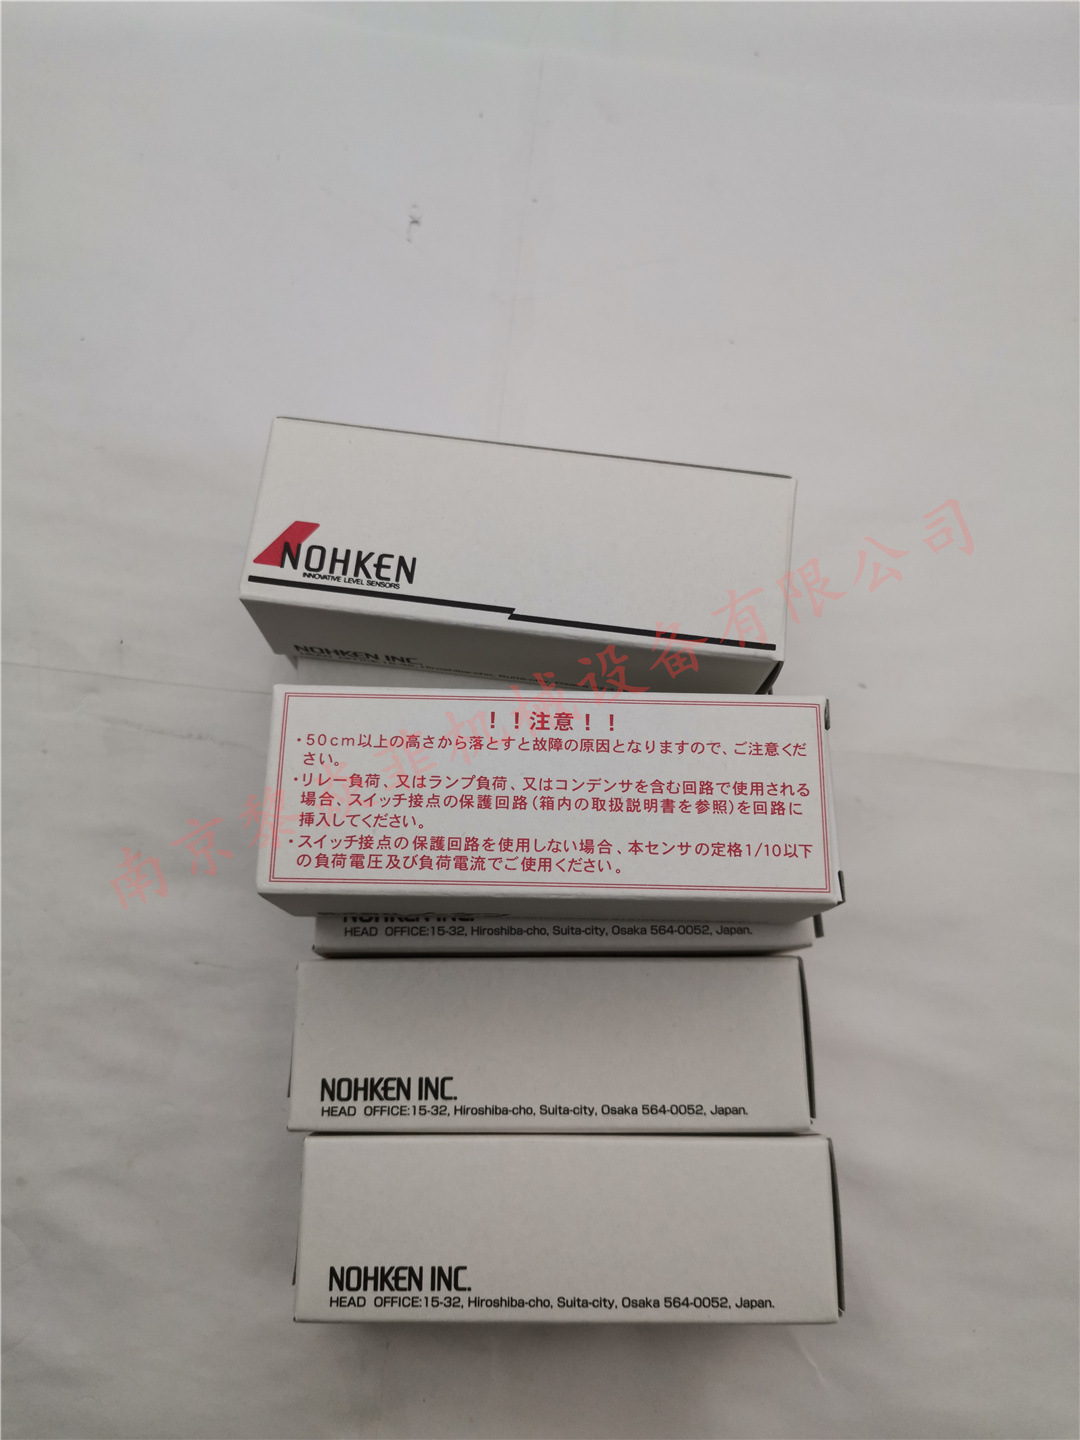 NOHKEN
INNOVATIVE LEVEL SENSORS
NOHKEN INC.
！！注意！！
・50cm以上の高さから落とすと故障の原因となりますので、ご注意くだ
さい。
・リレー負荷、又はランプ負荷、又はコンデンサを含む回路で使用される
場合、スイッチ接点の保護回路(箱内の取扱説明書を参照)を回路に
挿入してください。
・スイッチ接点の保護回路を使用しない場合、本センサの定格1/10以下
の負荷電圧及び負荷電流でご使用ください。
NOHKEN INC.
HEAD OFFICE:15-32, Hiroshiba-cho, Suita-city, Osaka 564-0052, Japan.
NOHKEN INC.
HEAD OFFICE:15-32, Hiroshiba-cho, Suita-city, Osaka 564-0052, Japan.
NOHKEN INC.
HEAD OFFICE:15-32, Hiroshiba-cho, Suita-city, Osaka 564-0052, Japan.
南京
菲机械设备有限公司